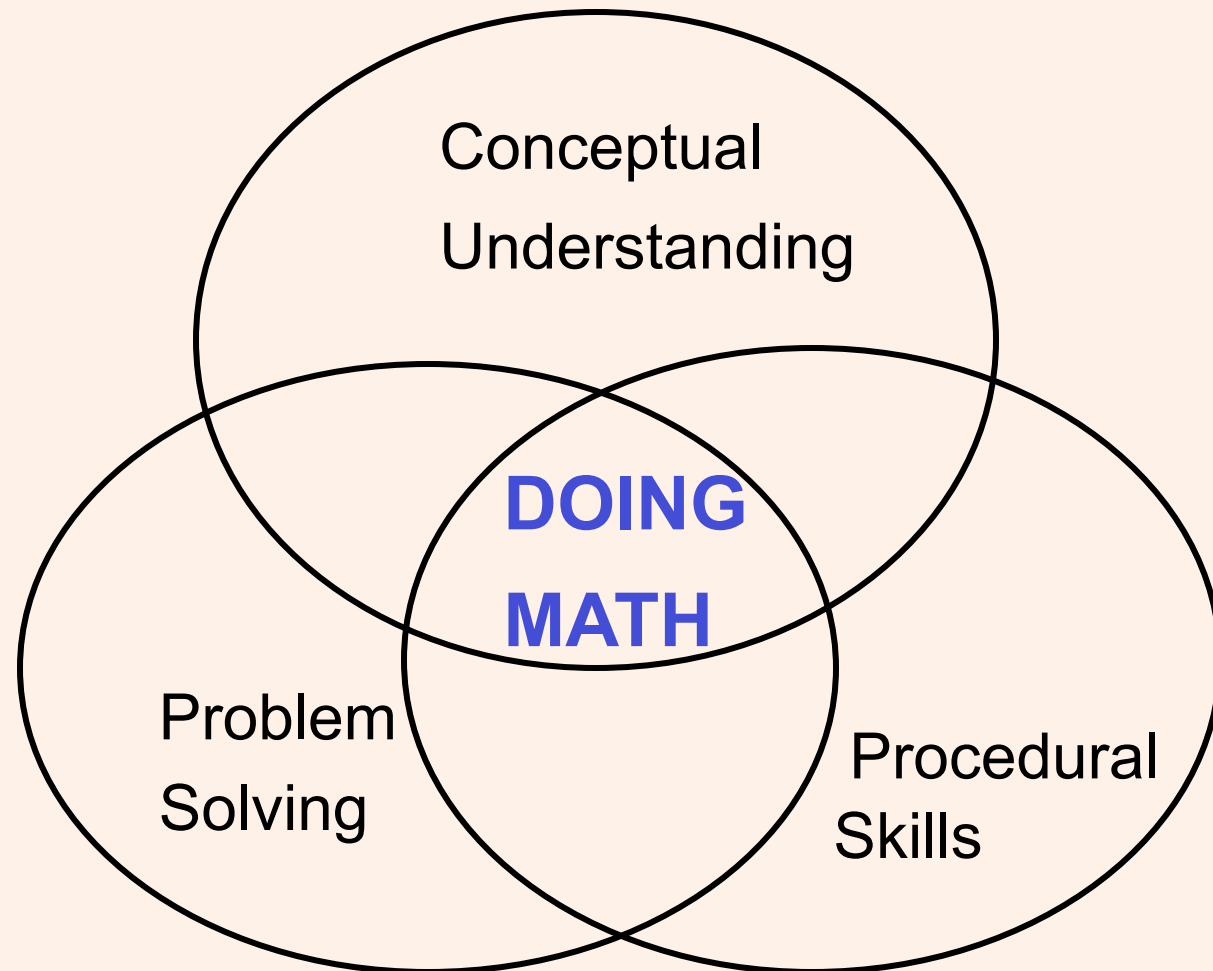 Conceptual
Understanding
DOING
MATH
Problem
Solving
Procedural
Skills